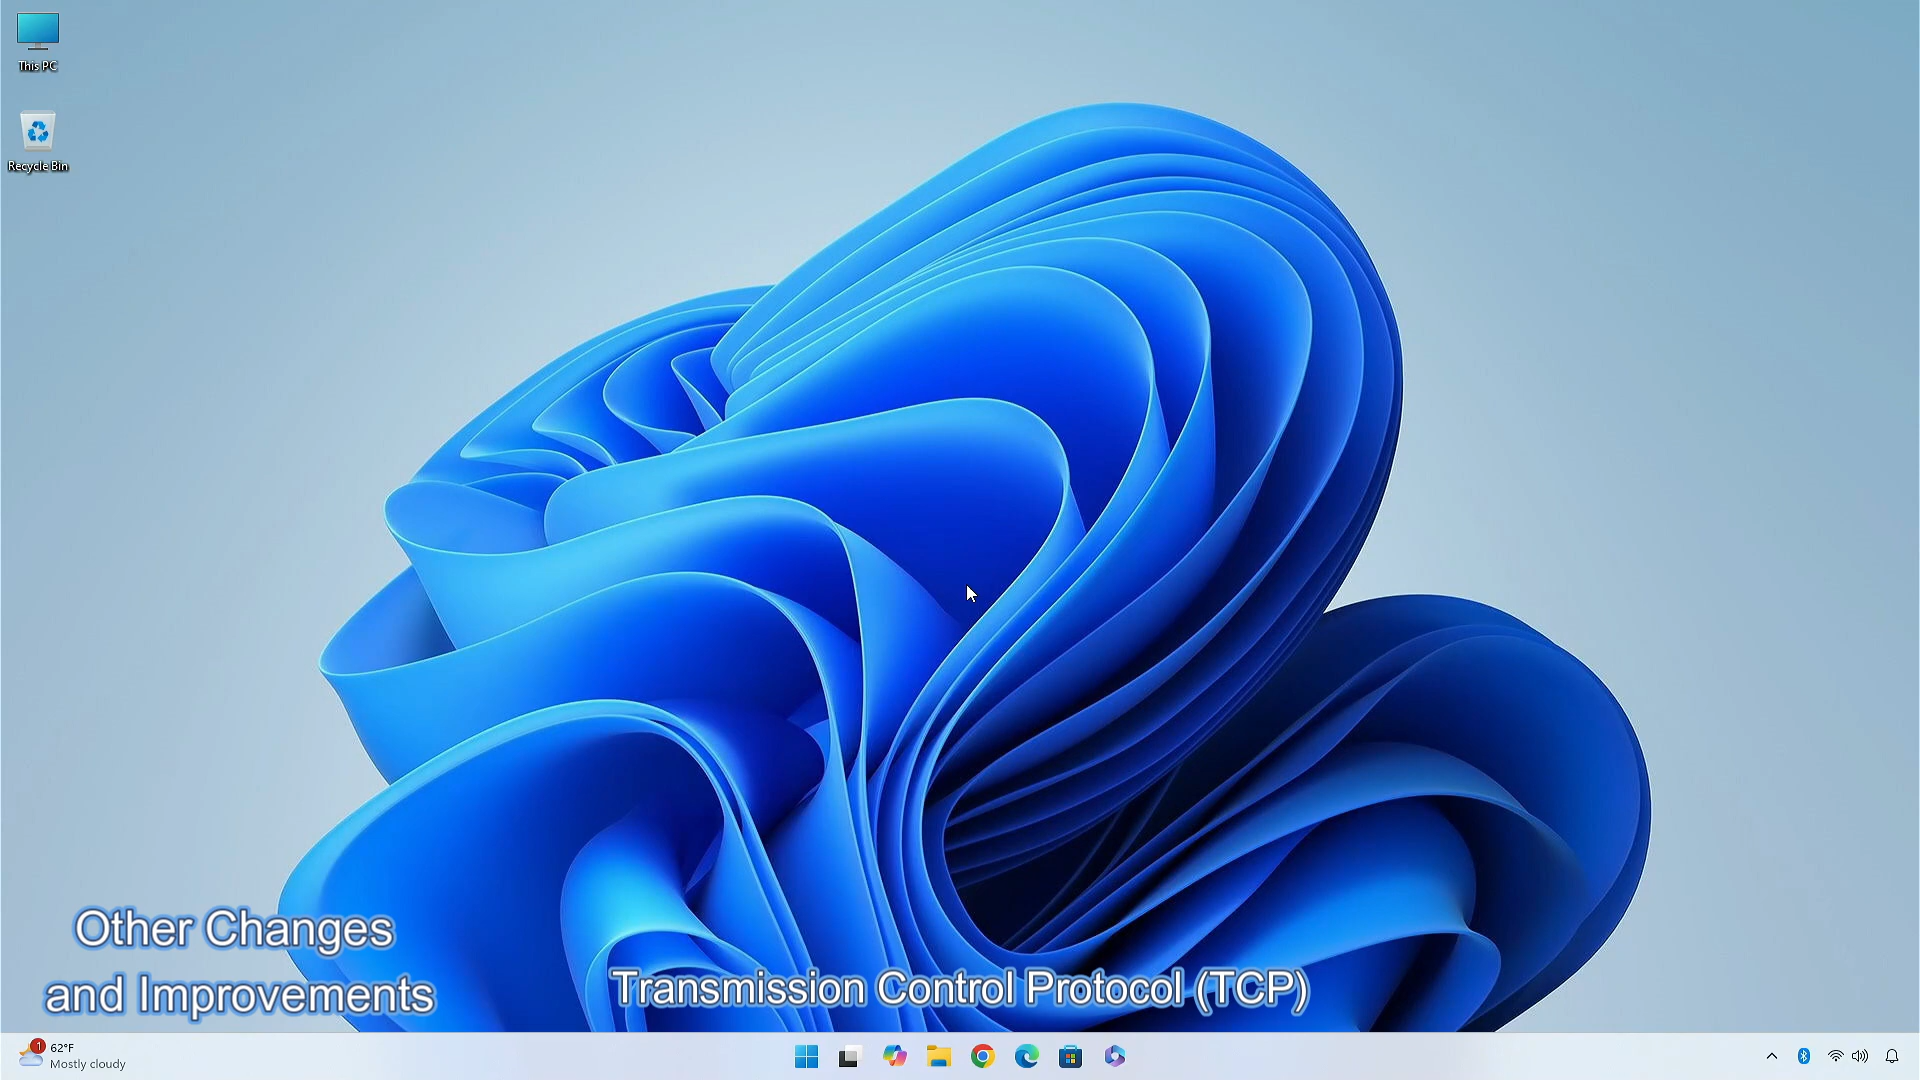 This PC
Recycle Bin
Other Changes
and Improvements
Transmission Control Protocol (TCP)
1
62°F
Mostly cloudy